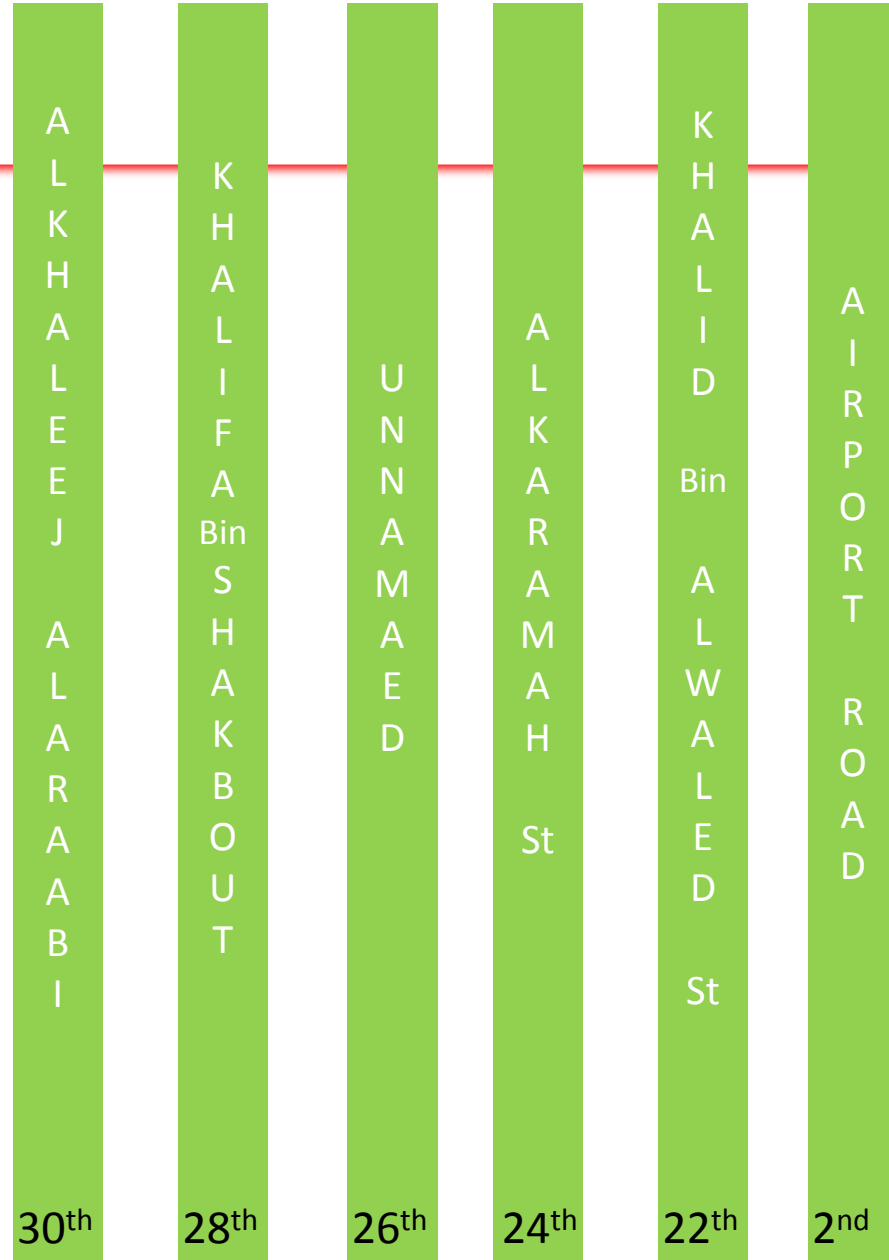 ALKHALEEJ ALARAABI
KHALIFA Bin SHAKBOUT
UNNAMAED
ALKARAMAH St
KHALID Bin ALWALED St
AIRPORT ROAD
30th 28th 26th 24th 22th 2nd